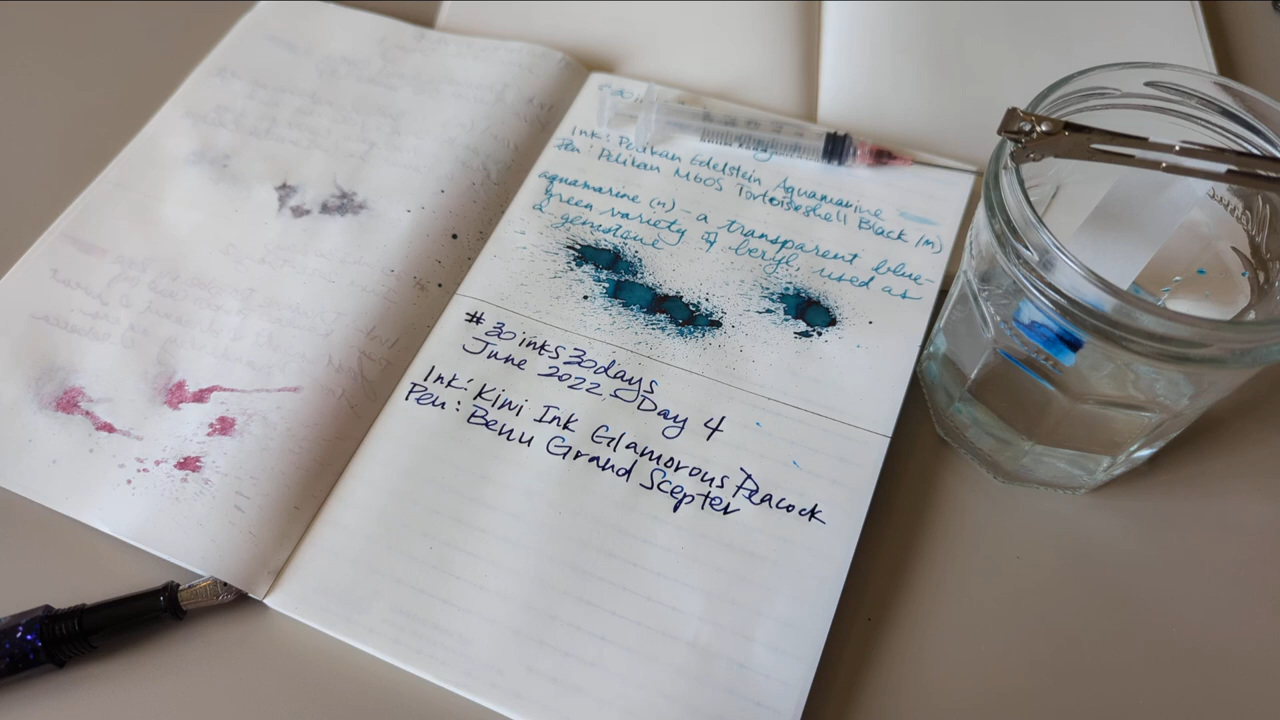 Ink: Pelikan Edelstein Aquamarine
Pen: Pelikan M605 Tortoiseshell Black (M)
aquamarine (n) - a transparent blue-
green variety of beryl used as
a gemstone
#30inks30days
June 2022, Day 4
Ink: Kiwi Ink Glamorous Peacock
Pen: Benu Grand Scepter